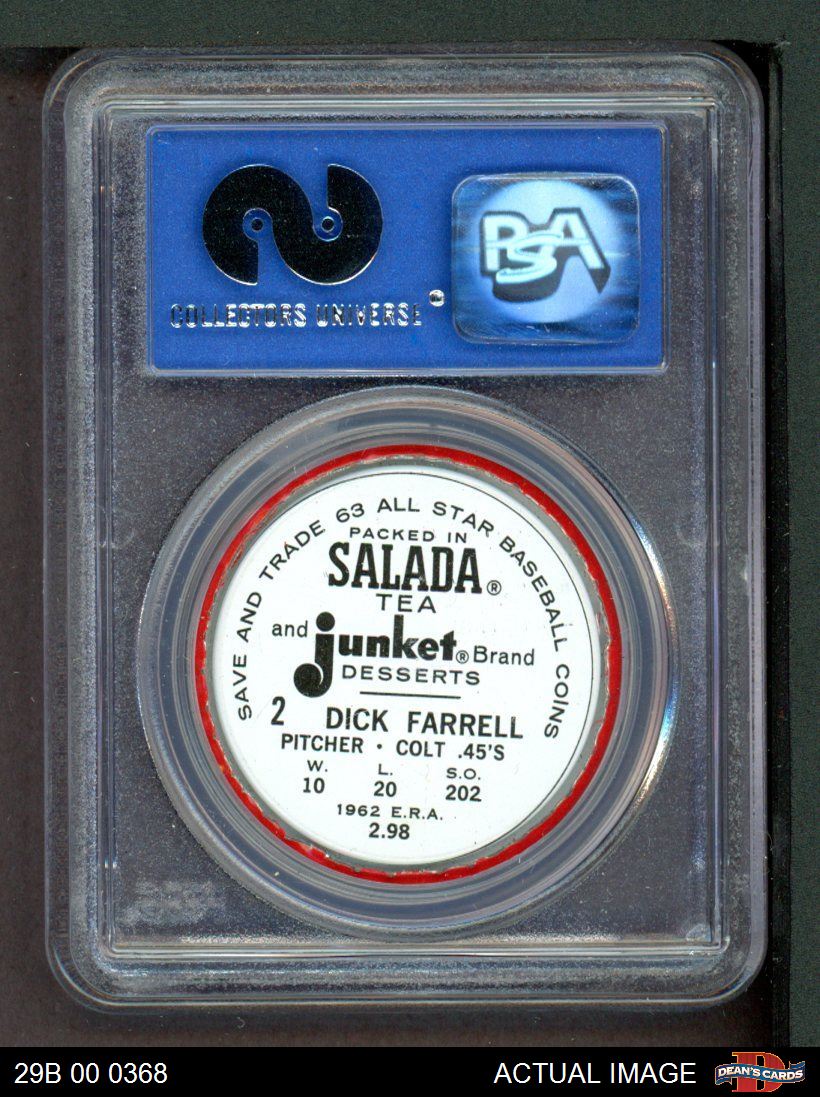 COLLECTORS UNIVERSE®
PSA
SAVE AND TRADE 63 ALL STAR BASEBALL COINS
PACKED IN
SALADA®
TEA
and junket® Brand
DESSERTS
2 DICK FARRELL
PITCHER • COLT .45'S
W. L. S.O.
10 20 202
1962 E.R.A.
2.98
29B 00 0368
ACTUAL IMAGE
DEAN'S CARDS